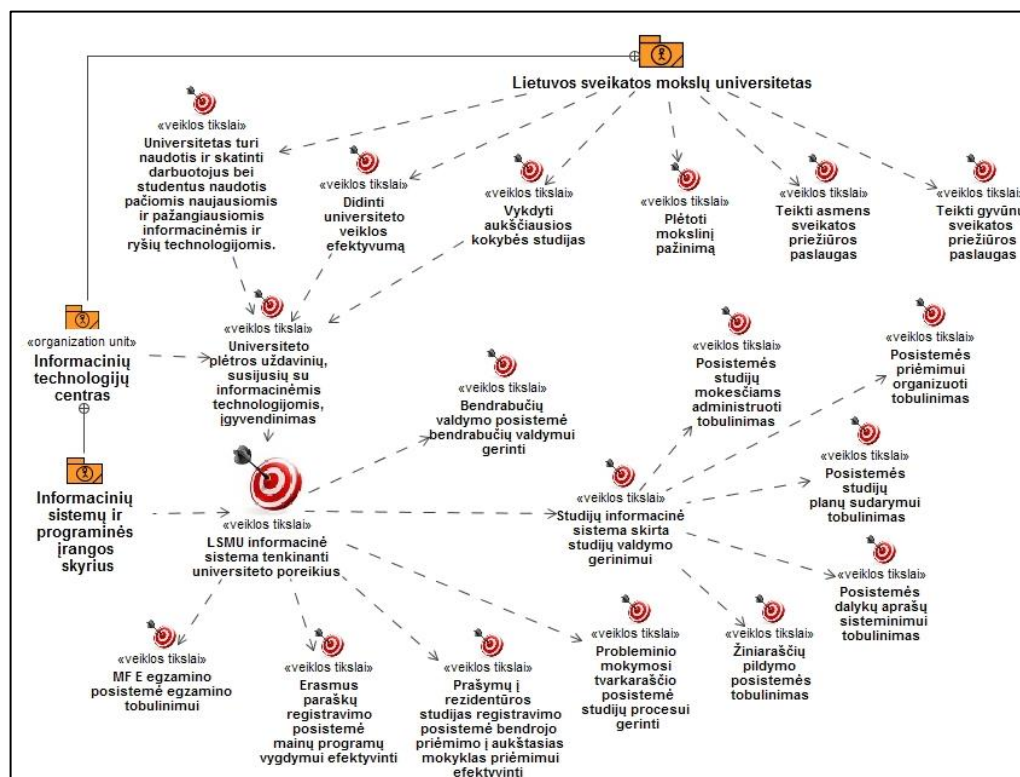 Lietuvos sveikatos mokslų universitetas
«veiklos tikslai»
Universitetas turi
naudotis ir skatinti
darbuotojus bei
studentus naudotis
pačiomis naujausiomis
ir pažangiausiomis
informacinėmis ir
ryšių technologijomis.
«veiklos tikslai»
Didinti
universiteto
veiklos
efektyvumą
«veiklos tikslai»
Vykdyti
aukščiausios
kokybės studijas
«veiklos tikslai»
Plėtoti
mokslinį
pažinimą
«veiklos tikslai»
Teikti asmens
sveikatos
priežiūros
paslaugas
«veiklos tikslai»
Teikti gyvūnų
sveikatos
priežiūros
paslaugas
«organization unit»
Informacinių
technologijų
centras
«veiklos tikslai»
Universiteto
plėtros uždavinių,
susijusių su
informacinėmis
technologijomis,
įgyvendinimas
«veiklos tikslai»
Bendrabučių
valdymo posistemė
bendrabučių valdymui
gerinti
«veiklos tikslai»
Posistemės
studijų
mokesčiams
administruoti
tobulinimas
«veiklos tikslai»
Posistemės
priėmimui
organizuoti
tobulinimas
Informacinių
sistemų ir
programinės
įrangos
skyrius
«veiklos tikslai»
LSMU informacinė
sistema tenkinanti
universiteto poreikius
«veiklos tikslai»
Studijų informacinė
sistema skirta
studijų valdymo
gerinimui
«veiklos tikslai»
Posistemės
studijų
planų sudarymui
tobulinimas
«veiklos tikslai»
Posistemės
dalykų aprašų
sisteminimui
tobulinimas
«veiklos tikslai»
MF E egzamino
posistemė egzamino
tobulinimui
«veiklos tikslai»
Erasmus
paraškų
registravimo
posistemė
mainų programų
vygdymui efektyvinti
«veiklos tikslai»
Prašymų į
rezidentūros
studijas registravimo
posistemė bendrojo
priėmimo į aukštasias
mokyklas priėmimui
efektyvinti
«veiklos tikslai»
Probleminio
mokymosi
tvarkaraščio
posistemė
studijų procesui
gerinti
«veiklos tikslai»
Žiniaraščių
pildymo
posistemės
tobulinimas